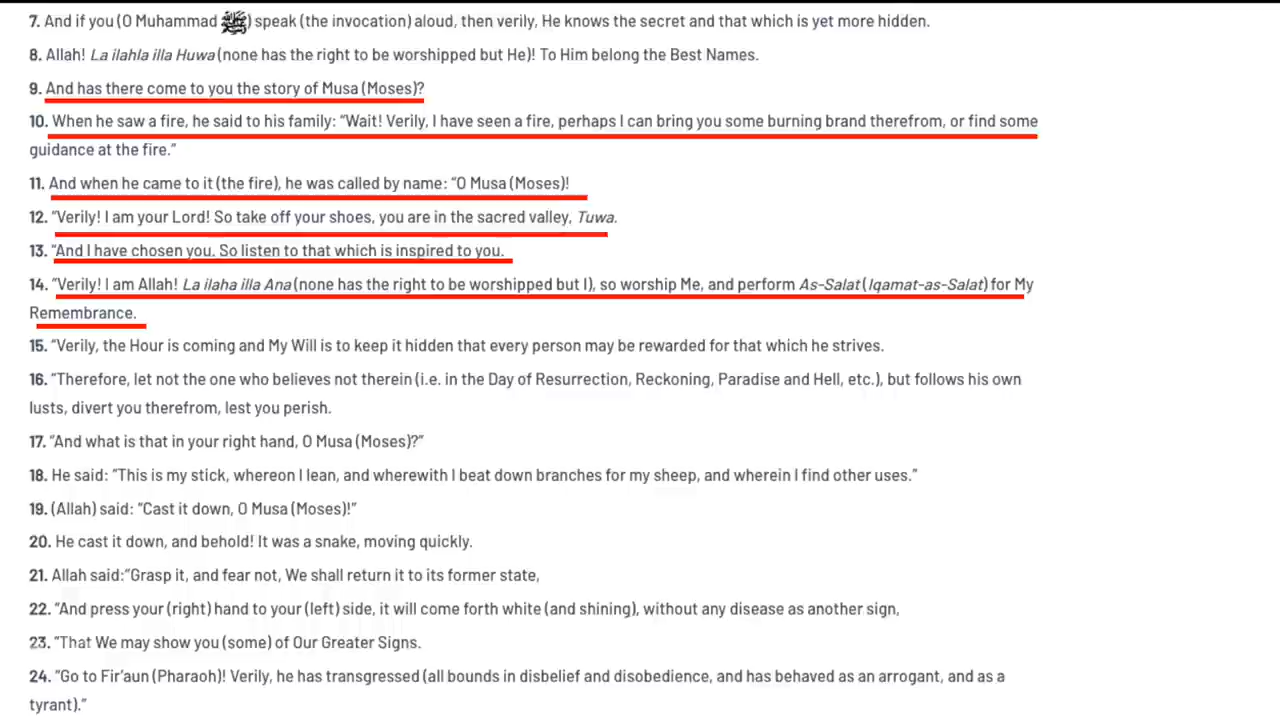 7. And if you (O Muhammad ﷺ) speak (the invocation) aloud, then verily, He knows the secret and that which is yet more hidden.
8. Allah! La ilahla illa Huwa (none has the right to be worshipped but He)! To Him belong the Best Names.
9. And has there come to you the story of Musa (Moses)?
10. When he saw a fire, he said to his family: “Wait! Verily, I have seen a fire, perhaps I can bring you some burning brand therefrom, or find some
guidance at the fire.”
11. And when he came to it (the fire), he was called by name: “O Musa (Moses)!
12. “Verily! I am your Lord! So take off your shoes, you are in the sacred valley, Tuwa.
13. “And I have chosen you. So listen to that which is inspired to you.
14. “Verily! I am Allah! La ilaha illa Ana (none has the right to be worshipped but I), so worship Me, and perform As-Salat (Iqamat-as-Salat) for My
Remembrance.
15. “Verily, the Hour is coming and My Will is to keep it hidden that every person may be rewarded for that which he strives.
16. “Therefore, let not the one who believes not therein (i.e. in the Day of Resurrection, Reckoning, Paradise and Hell, etc.), but follows his own
lusts, divert you therefrom, lest you perish.
17. “And what is that in your right hand, O Musa (Moses)?”
18. He said: “This is my stick, whereon I lean, and wherewith I beat down branches for my sheep, and wherein I find other uses.”
19. (Allah) said: “Cast it down, O Musa (Moses)!”
20. He cast it down, and behold! It was a snake, moving quickly.
21. Allah said:“Grasp it, and fear not, We shall return it to its former state,
22. “And press your (right) hand to your (left) side, it will come forth white (and shining), without any disease as another sign,
23. “That We may show you (some) of Our Greater Signs.
24. “Go to Fir’aun (Pharaoh)! Verily, he has transgressed (all bounds in disbelief and disobedience, and has behaved as an arrogant, and as a
tyrant).”